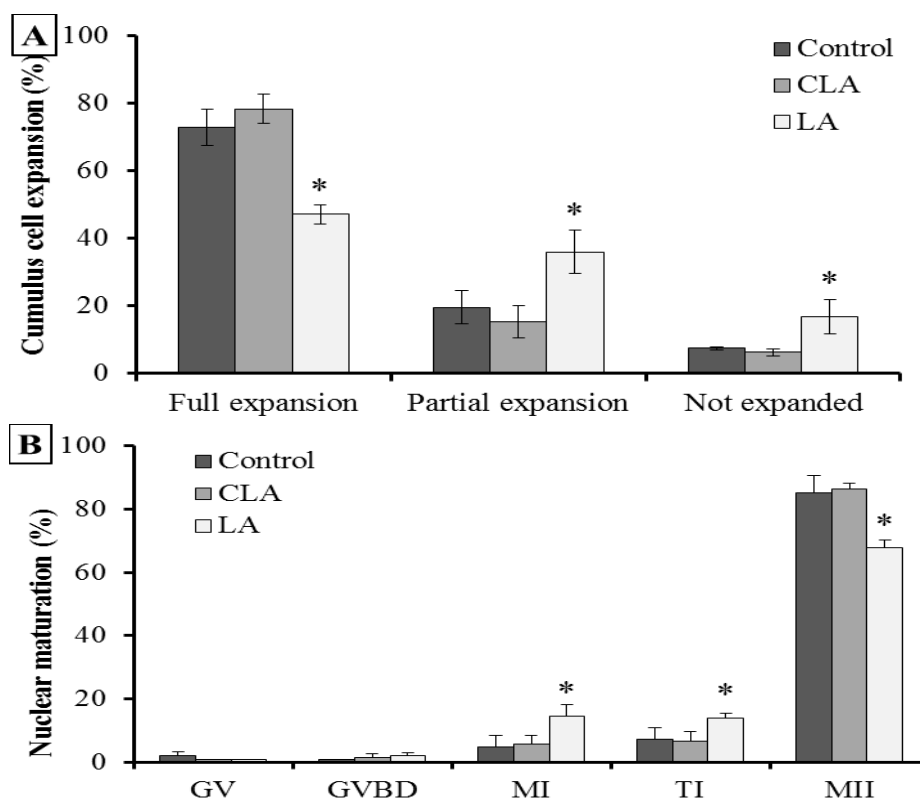 A
Cumulus cell expansion (%)
100
80
60
40
20
0
Control
CLA
LA
*
*
*
Full expansion Partial expansion Not expanded
B
Nuclear maturation (%)
100
80
60
40
20
0
Control
CLA
LA
*
*
*
GV GVBD MI TI MII